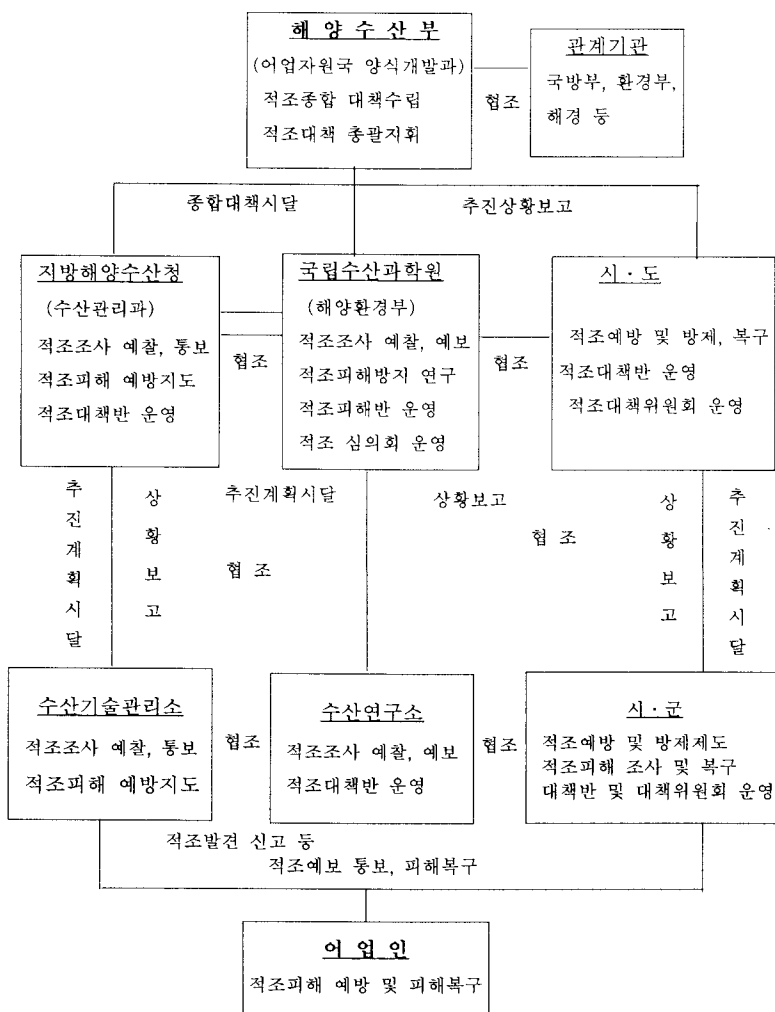 해 양 수 산 부
(어업자원국 양식개발과)
적조종합 대책수립
적조대책 총괄지휘
협조
관계기관
국방부, 환경부,
해경 등
종합대책시달
추진상황보고
지방해양수산청
(수산관리과)
적조조사 예찰, 통보
적조피해 예방지도
적조대책반 운영
협조
국립수산과학원
(해양환경부)
적조조사 예찰, 예보
적조피해방지 연구
적조피해반 운영
적조 심의회 운영
협조
시·도
적조예방 및 방제, 복구
적조대책반 운영
적조대책위원회 운영
추진계획시달
상황보고
추진계획시달
협 조
상황보고
협 조
상황보고
추진계획시달
수산기술관리소
적조조사 예찰, 통보
적조피해 예방지도
협조
수산연구소
적조조사 예찰, 예보
적조대책반 운영
협조
시·군
적조예방 및 방제제도
적조피해 조사 및 복구
대책반 및 대책위원회 운영
적조발견 신고 등
적조예보 통보, 피해복구
어 업 인
적조피해 예방 및 피해복구